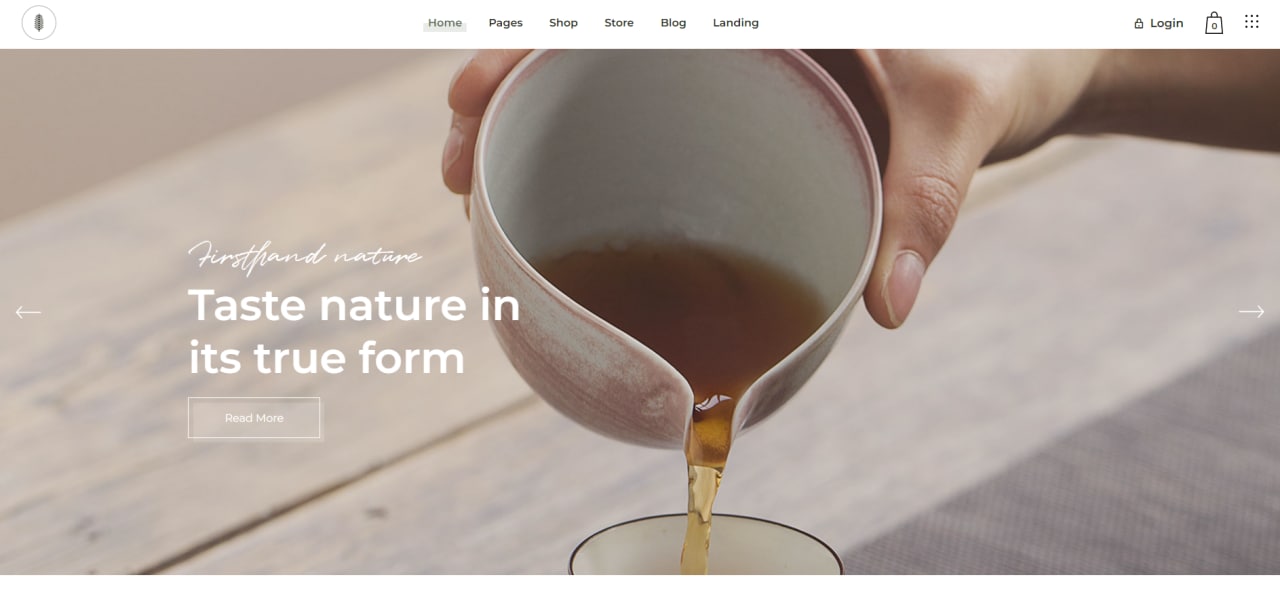 Home Pages Shop Store Blog Landing Login 0
Firsthand nature
Taste nature in
its true form
Read More